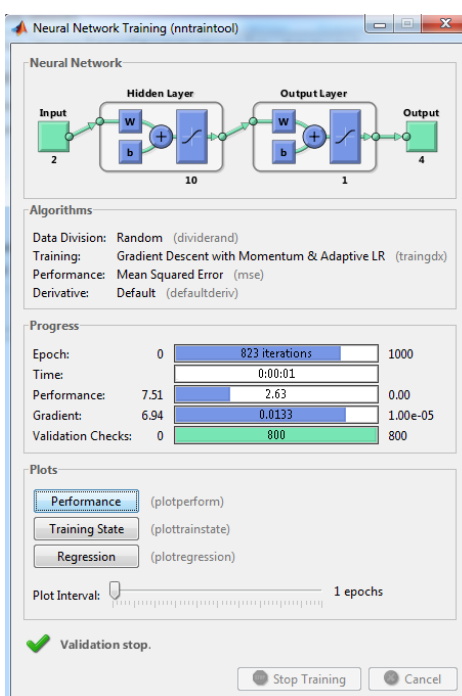 Neural Network Training (nntraintool)
Neural Network
Hidden Layer
Output Layer
Input
Output
W
b
+
W
b
+
2
10
1
4
Algorithms
Data Division: Random (dividerand)
Training: Gradient Descent with Momentum & Adaptive LR (traingdx)
Performance: Mean Squared Error (mse)
Derivative: Default (defaultderiv)
Progress
Epoch: 0 823 iterations 1000
Time: 0:00:01
Performance: 7.51 2.63 0.00
Gradient: 6.94 0.0133 1.00e-05
Validation Checks: 0 800 800
Plots
Performance (plotperform)
Training State (plottrainstate)
Regression (plotregression)
Plot Interval: 1 epochs
Validation stop.
Stop Training Cancel